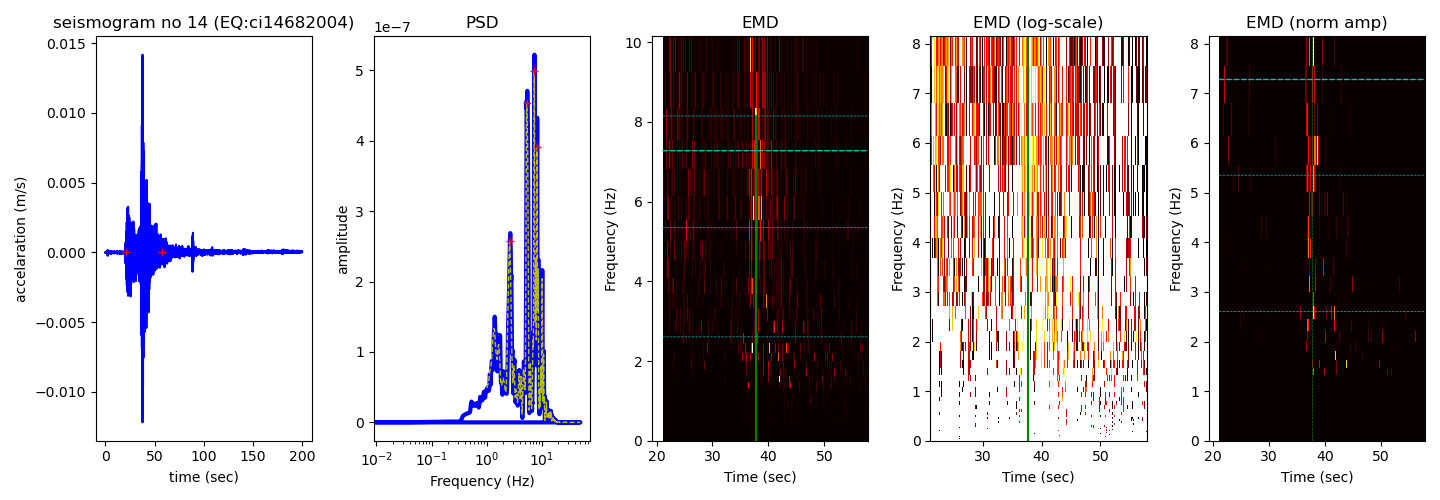 seismogram no 14 (EQ:ci14682004)
accelaration (m/s)
0.015
0.010
0.005
0.000
−0.005
−0.010
0
50
100
150
200
time (sec)
PSD
1e−7
amplitude
5
4
3
2
1
0
10⁻² 10⁻¹ 10⁰ 10¹
Frequency (Hz)
EMD
Frequency (Hz)
10
8
6
4
2
0
20 30 40 50
Time (sec)
EMD (log-scale)
Frequency (Hz)
8
7
6
5
4
3
2
1
0
30 40 50
Time (sec)
EMD (norm amp)
Frequency (Hz)
8
7
6
5
4
3
2
1
0
20 30 40 50
Time (sec)